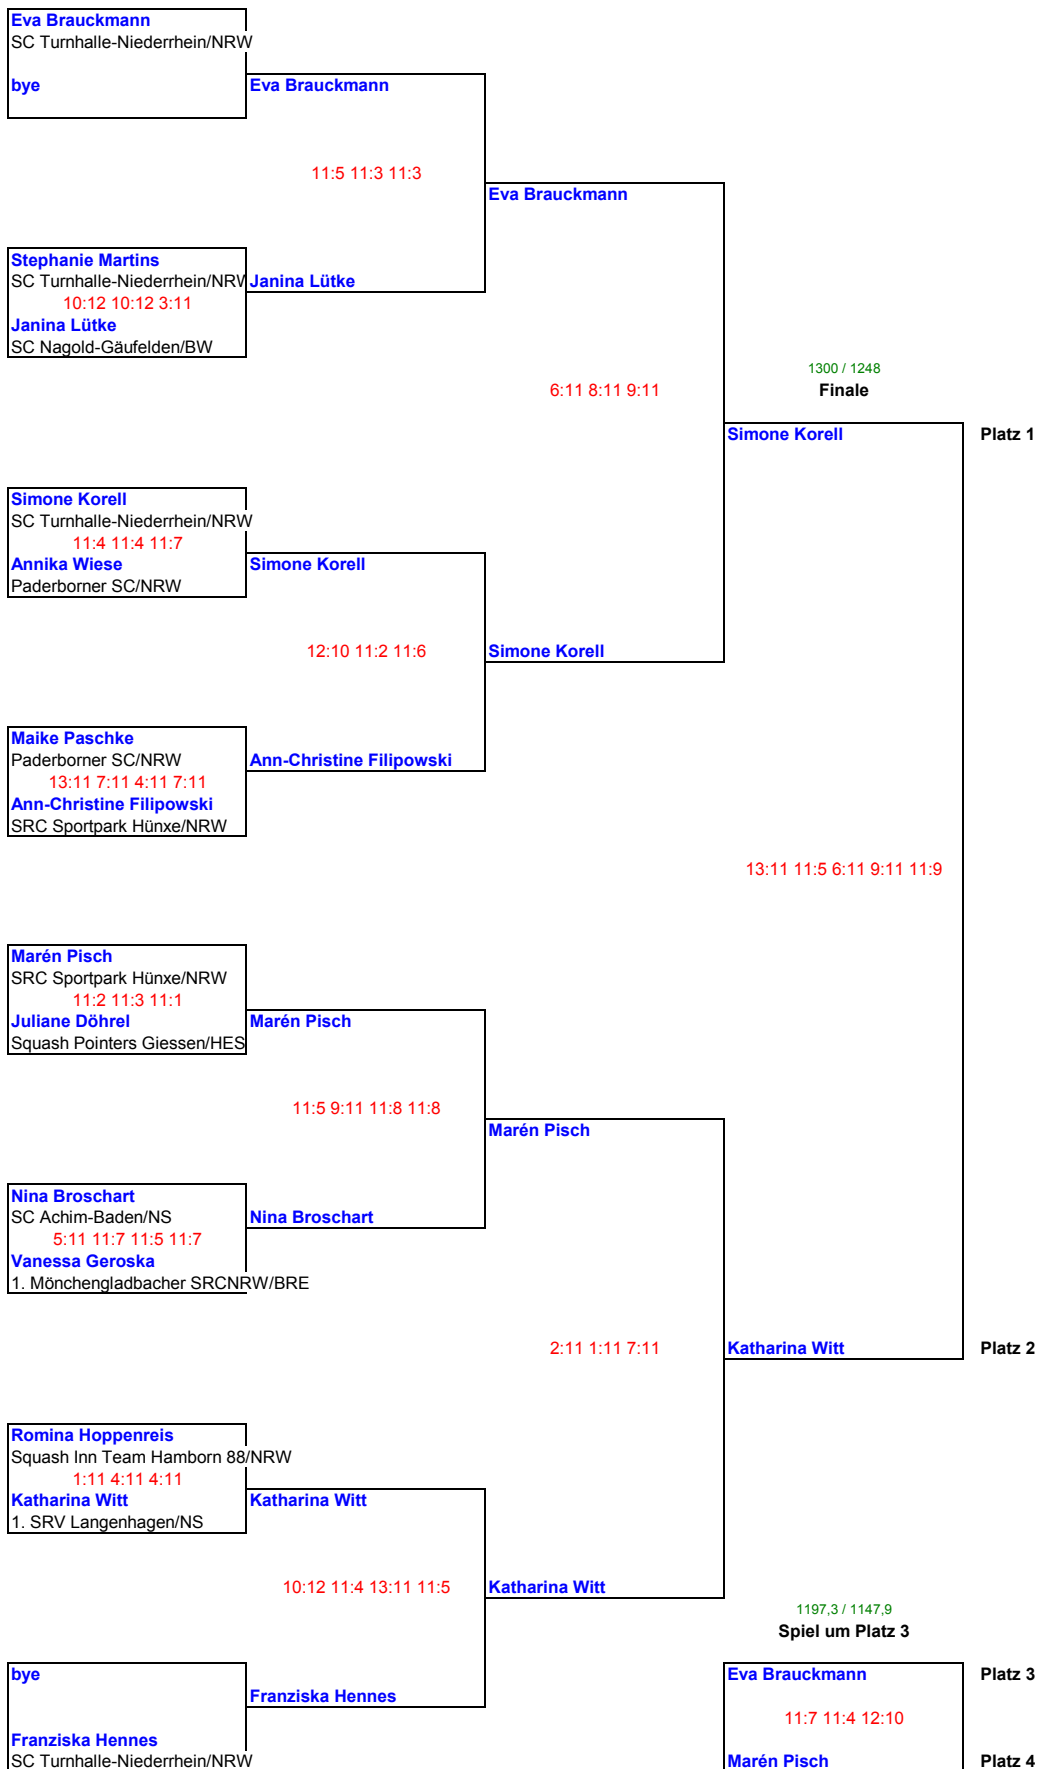 Eva Brauckmann
SC Turnhalle-Niederrhein/NRW
bye
Eva Brauckmann
11:5 11:3 11:3
Eva Brauckmann
Stephanie Martins
SC Turnhalle-Niederrhein/NRW
Janina Lütke
10:12 10:12 3:11
Janina Lütke
SC Nagold-Gäufelden/BW
1300 / 1248
6:11 8:11 9:11
Finale
Simone Korell
Platz 1
Simone Korell
SC Turnhalle-Niederrhein/NRW
11:4 11:4 11:7
Annika Wiese
Simone Korell
Paderborner SC/NRW
12:10 11:2 11:6
Simone Korell
Maike Paschke
Paderborner SC/NRW
Ann-Christine Filipowski
13:11 7:11 4:11 7:11
Ann-Christine Filipowski
SRC Sportpark Hünxe/NRW
13:11 11:5 6:11 9:11 11:9
Marén Pisch
SRC Sportpark Hünxe/NRW
11:2 11:3 11:1
Juliane Döhrel
Marén Pisch
Squash Pointers Giessen/HES
11:5 9:11 11:8 11:8
Marén Pisch
Nina Broschart
SC Achim-Baden/NS
Nina Broschart
5:11 11:7 11:5 11:7
Vanessa Geroska
1. Mönchengladbacher SRCNRW/BRE
2:11 1:11 7:11
Katharina Witt
Platz 2
Romina Hoppenreis
Squash Inn Team Hamborn 88/NRW
1:11 4:11 4:11
Katharina Witt
Katharina Witt
1. SRV Langenhagen/NS
10:12 11:4 13:11 11:5
Katharina Witt
1197,3 / 1147,9
Spiel um Platz 3
bye
Eva Brauckmann
Platz 3
Franziska Hennes
11:7 11:4 12:10
Franziska Hennes
SC Turnhalle-Niederrhein/NRW
Marén Pisch
Platz 4